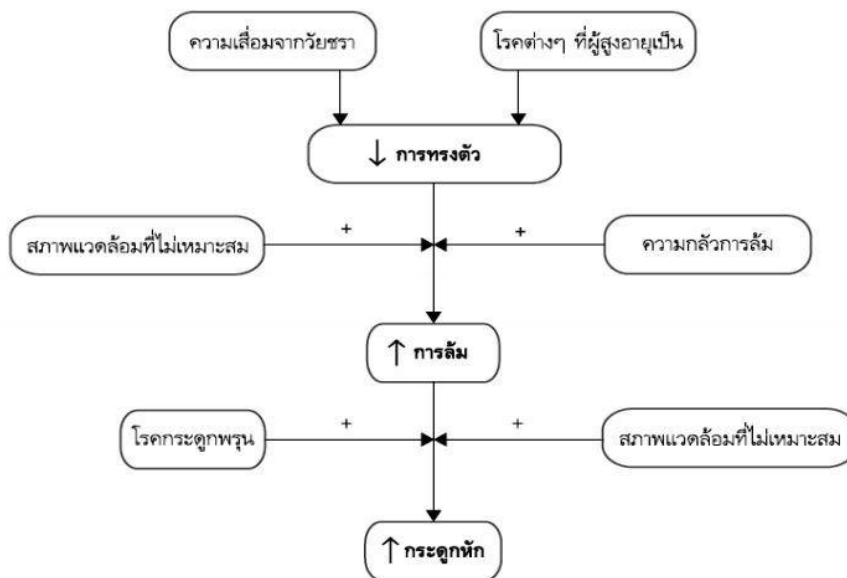 ความเสื่อมจากวัยชรา
โรคต่างๆ ที่ผู้สูงอายุเป็น
↓ การทรงตัว
สภาพแวดล้อมที่ไม่เหมาะสม
+
+
ความกลัวการล้ม
↑ การล้ม
โรคกระดูกพรุน
+
+
สภาพแวดล้อมที่ไม่เหมาะสม
↑ กระดูกหัก